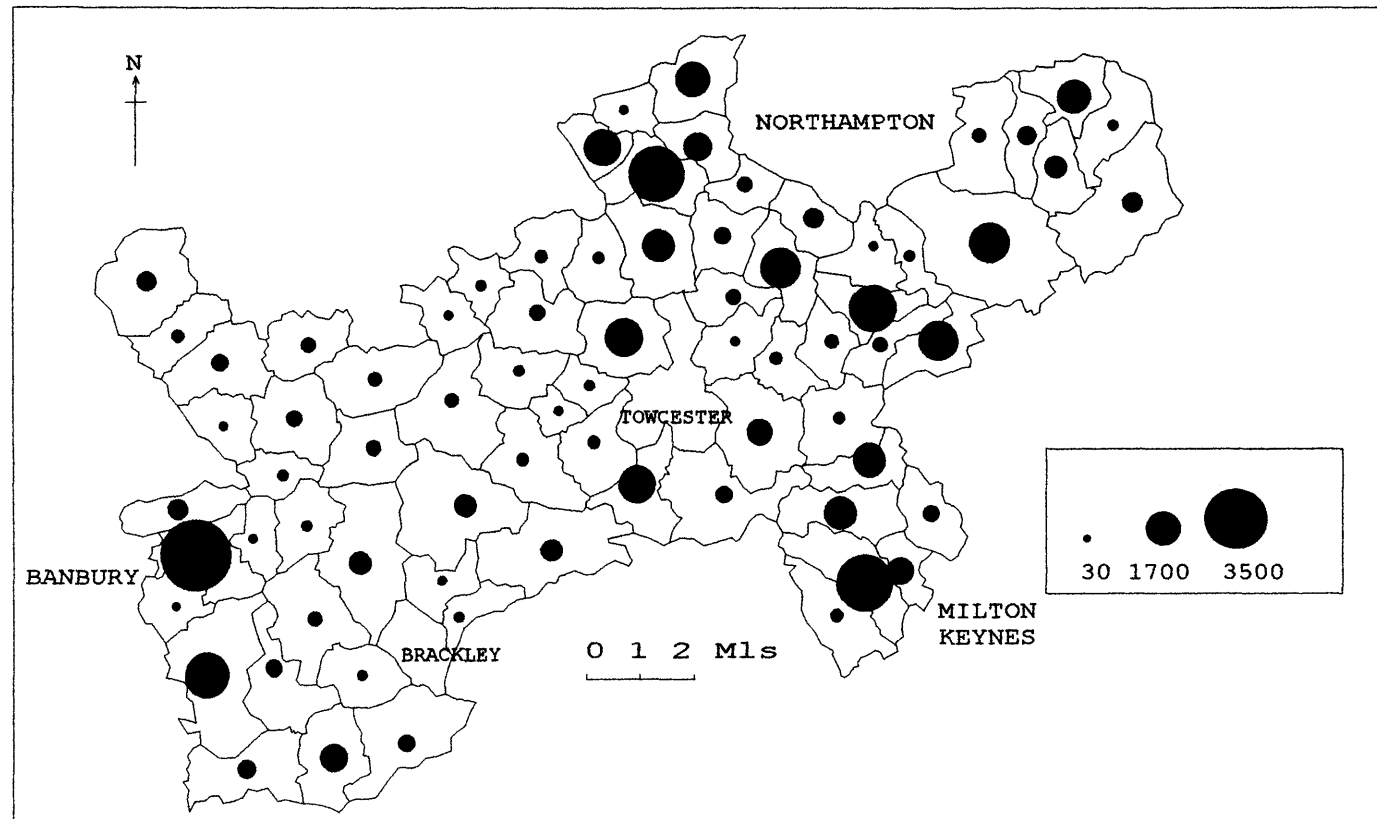 N
NORTHAMPTON
TOWCESTER
BANBURY
30 1700 3500
MILTON
KEYNES
BRACKLEY
0 1 2 Mls